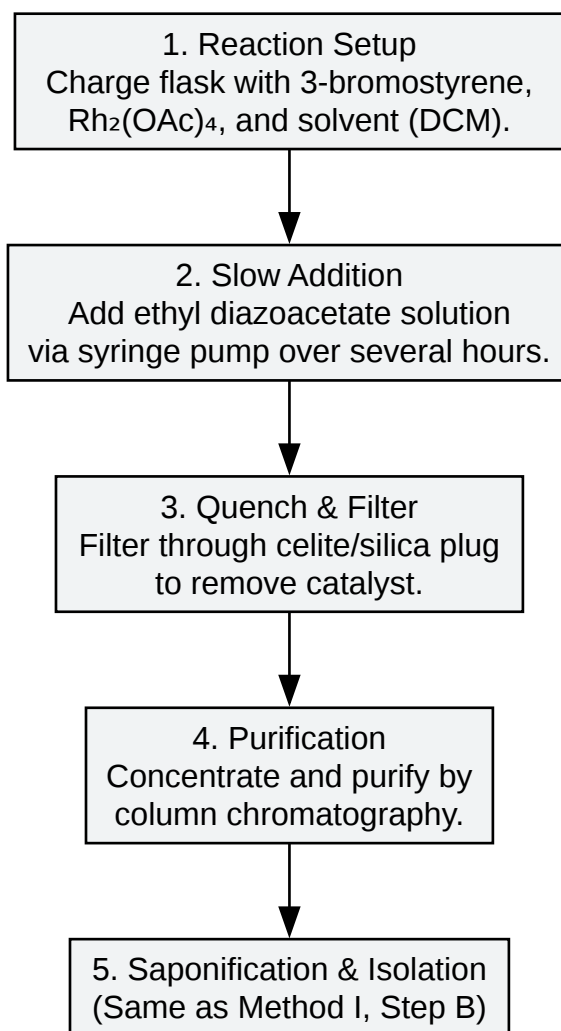 1. Reaction Setup
Charge flask with 3-bromostyrene,
Rh₂(OAc)₄, and solvent (DCM).
2. Slow Addition
Add ethyl diazoacetate solution
via syringe pump over several hours.
3. Quench & Filter
Filter through celite/silica plug
to remove catalyst.
4. Purification
Concentrate and purify by
column chromatography.
5. Saponification & Isolation
(Same as Method I, Step B)